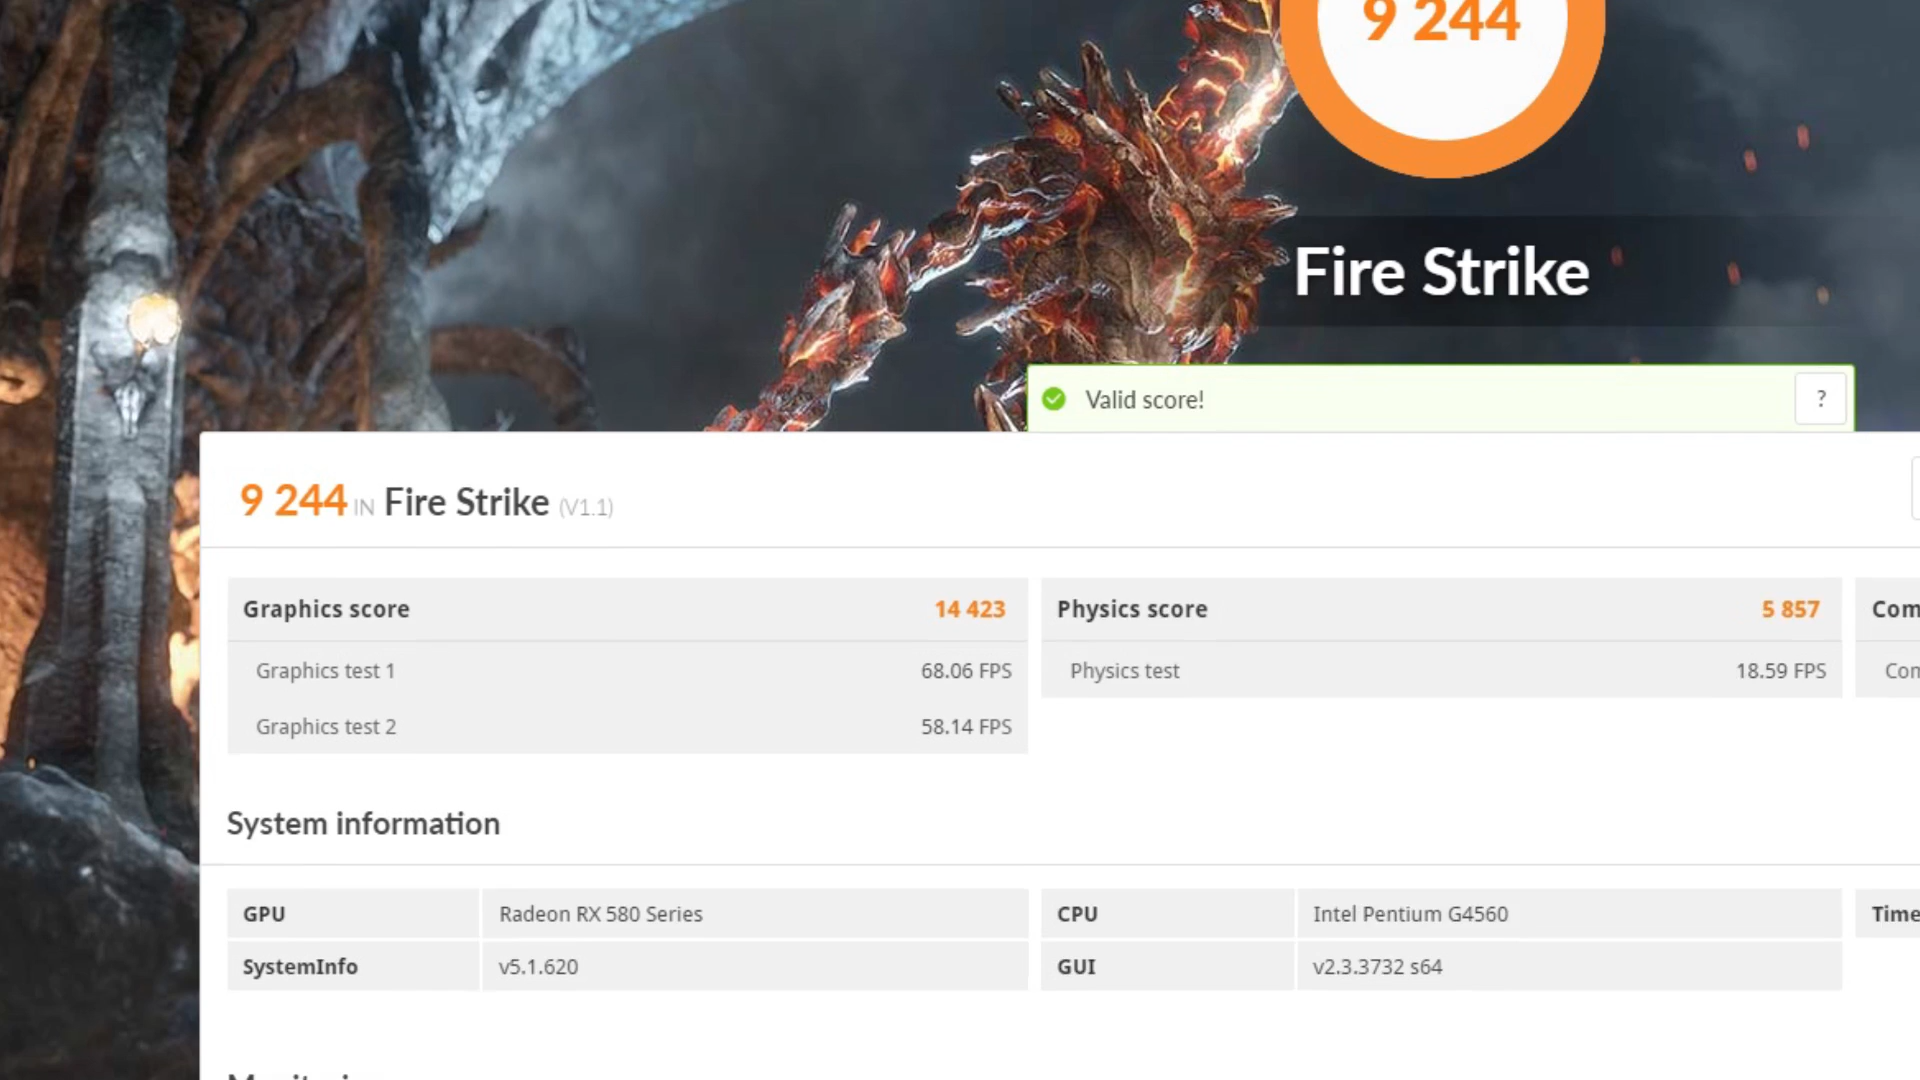 9 244
Fire Strike
Valid score!
?
9 244 IN Fire Strike (V1.1)
Graphics score 14 423
Graphics test 1 68.06 FPS
Graphics test 2 58.14 FPS
Physics score 5 857
Physics test 18.59 FPS
Com
Com
System information
GPU Radeon RX 580 Series
CPU Intel Pentium G4560
Time
SystemInfo v5.1.620
GUI v2.3.3732 s64